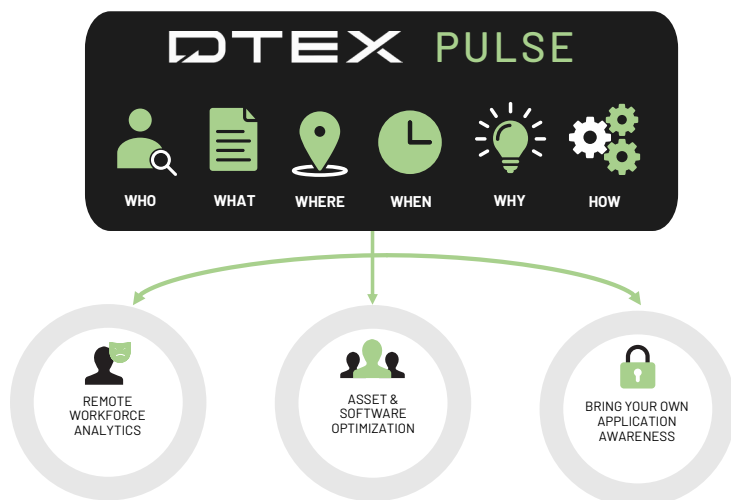 DTEX PULSE
WHO WHAT WHERE WHEN WHY HOW
REMOTE
WORKFORCE
ANALYTICS
ASSET &
SOFTWARE
OPTIMIZATION
BRING YOUR OWN
APPLICATION
AWARENESS